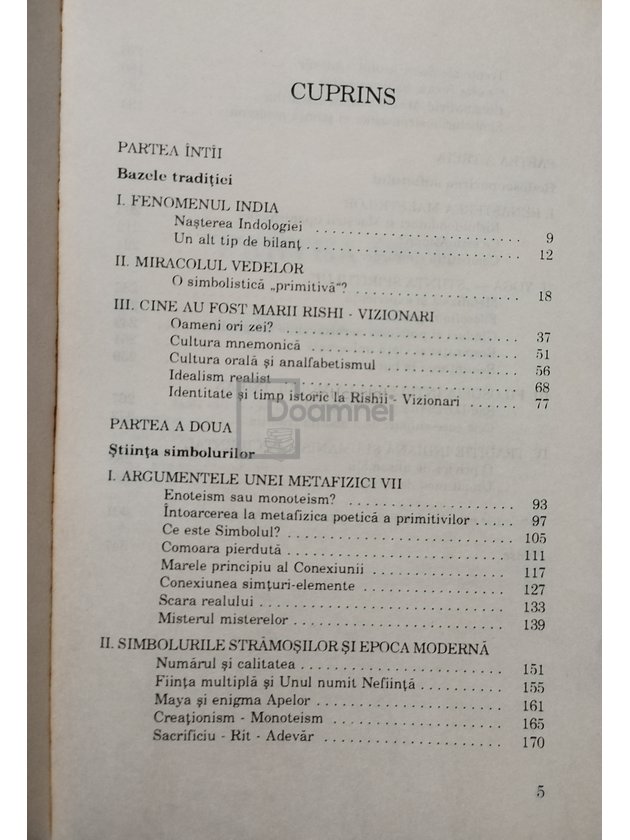 CUPRINS
PARTEA ÎNTÎI
Bazele tradiției
I. FENOMENUL INDIA
Nașterea Indologiei ........................ 9
Un alt tip de bilanț ........................ 12
II. MIRACOLUL VEDELOR
O simbolistică „primitivă"? ................ 18
III. CINE AU FOST MARII RISHI - VIZIONARI
Oameni ori zei? ........................ 37
Cultura mnemonică ........................ 51
Cultura orală și analfabetismul ................ 56
Idealism realist ........................ 68
Identitate și timp istoric la Rishii - Vizionari ........ 77
Doamnei
PARTEA A DOUA
Știința simbolurilor
I. ARGUMENTELE UNEI METAFIZICI VII
Enoteism sau monoteism? ................ 93
Întoarcerea la metafizica poetică a primitivilor ..... 97
Ce este Simbolul? ........................ 105
Comoara pierdută ........................ 111
Marele principiu al Conexiunii ................ 117
Conexiunea simțuri-elemente ................ 127
Scara realului ........................ 133
Misterul misterelor ........................ 139
II. SIMBOLURILE STRĂMOȘILOR ȘI EPOCA MODERNĂ
Numărul și calitatea ........................ 151
Ființa multiplă și Unul numit Neființă ........ 155
Maya și enigma Apelor ................ 161
Creaționism - Monoteism ................ 165
Sacrificiu - Rit - Adevăr ................ 170
5